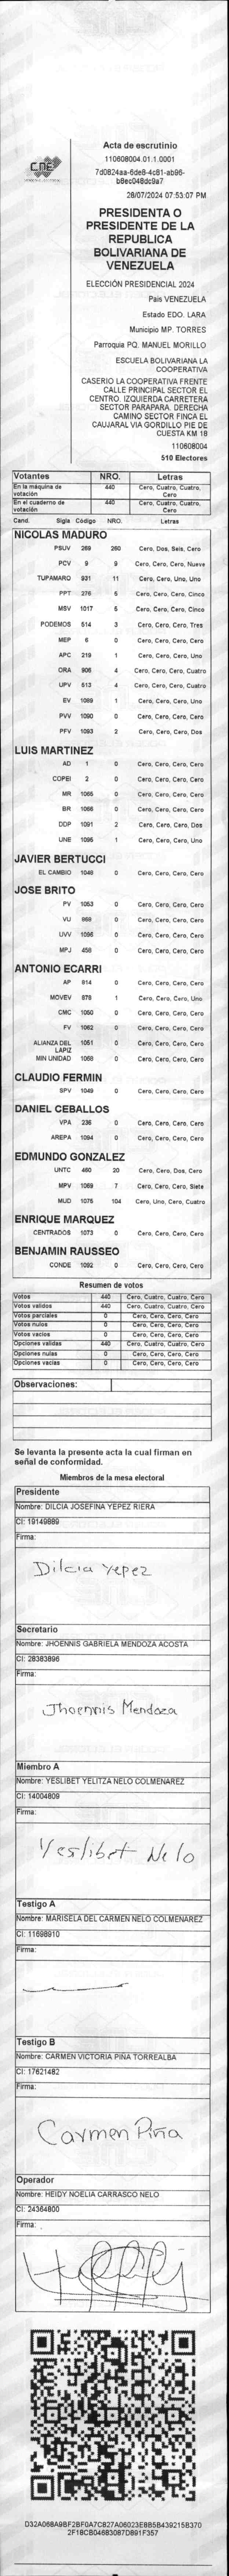 CNE
Acta de escrutinio
110608004.01.1.0001
7d0824aa-6de8-4c81-ab96-
b8ec048dc9a7
28/07/2024 07:53:07 PM
PRESIDENTA O
PRESIDENTE DE LA
REPUBLICA
BOLIVARIANA DE
VENEZUELA
ELECCIÓN PRESIDENCIAL 2024
Pais VENEZUELA
Estado EDO. LARA
Municipio MP. TORRES
Parroquia PQ. MANUEL MORILLO
ESCUELA BOLIVARIANA LA
COOPERATIVA
CASERIO LA COOPERATIVA FRENTE
CALLE PRINCIPAL SECTOR EL
CENTRO. IZQUIERDA CARRETERA
SECTOR PARAPARA. DERECHA
CAMINO SECTOR FINCA EL
CAUJARAL VIA GORDILLO PIE DE
CUESTA KM 18
110608004
510 Electores
Votantes NRO. Letras
En la máquina de votación 440 Cero, Cuatro, Cuatro, Cero
En el cuaderno de votación 440 Cero, Cuatro, Cuatro, Cero
Cand. Sigla Código NRO. Letras
NICOLAS MADURO
PSUV 269 260 Cero, Dos, Seis, Cero
PCV 9 9 Cero, Cero, Cero, Nueve
TUPAMARO 931 11 Cero, Cero, Uno, Uno
PPT 276 5 Cero, Cero, Cero, Cinco
MSV 1017 5 Cero, Cero, Cero, Cinco
PODEMOS 514 3 Cero, Cero, Cero, Tres
MEP 6 0 Cero, Cero, Cero, Cero
APC 219 1 Cero, Cero, Cero, Uno
ORA 906 4 Cero, Cero, Cero, Cuatro
UPV 513 4 Cero, Cero, Cero, Cuatro
EV 1089 1 Cero, Cero, Cero, Uno
PVV 1090 0 Cero, Cero, Cero, Cero
PFV 1093 2 Cero, Cero, Cero, Dos
LUIS MARTINEZ
AD 1 0 Cero, Cero, Cero, Cero
COPEI 2 0 Cero, Cero, Cero, Cero
MR 1065 0 Cero, Cero, Cero, Cero
BR 1066 0 Cero, Cero, Cero, Cero
DDP 1091 2 Cero, Cero, Cero, Dos
UNE 1095 1 Cero, Cero, Cero, Uno
JAVIER BERTUCCI
EL CAMBIO 1048 0 Cero, Cero, Cero, Cero
JOSE BRITO
PV 1053 0 Cero, Cero, Cero, Cero
VU 868 0 Cero, Cero, Cero, Cero
UVV 1096 0 Cero, Cero, Cero, Cero
MPJ 458 0 Cero, Cero, Cero, Cero
ANTONIO ECARRI
AP 814 0 Cero, Cero, Cero, Cero
MOVEV 878 1 Cero, Cero, Cero, Uno
CMC 1050 0 Cero, Cero, Cero, Cero
FV 1062 0 Cero, Cero, Cero, Cero
ALIANZA DEL LAPIZ 1051 0 Cero, Cero, Cero, Cero
MIN UNIDAD 1068 0 Cero, Cero, Cero, Cero
CLAUDIO FERMIN
SPV 1049 0 Cero, Cero, Cero, Cero
DANIEL CEBALLOS
VPA 236 0 Cero, Cero, Cero, Cero
AREPA 1094 0 Cero, Cero, Cero, Cero
EDMUNDO GONZALEZ
UNTC 460 20 Cero, Cero, Dos, Cero
MPV 1069 7 Cero, Cero, Cero, Siete
MUD 1075 104 Cero, Uno, Cero, Cuatro
ENRIQUE MARQUEZ
CENTRADOS 1073 0 Cero, Cero, Cero, Cero
BENJAMIN RAUSSEO
CONDE 1092 0 Cero, Cero, Cero, Cero
Resumen de votos
Votos 440 Cero, Cuatro, Cuatro, Cero
Votos validos 440 Cero, Cuatro, Cuatro, Cero
Votos parciales 0 Cero, Cero, Cero, Cero
Votos nulos 0 Cero, Cero, Cero, Cero
Votos vacios 0 Cero, Cero, Cero, Cero
Opciones validas 440 Cero, Cuatro, Cuatro, Cero
Opciones nulas 0 Cero, Cero, Cero, Cero
Opciones vacias 0 Cero, Cero, Cero, Cero
Observaciones:
Se levanta la presente acta la cual firman en
señal de conformidad.
Miembros de la mesa electoral
Presidente
Nombre: DILCIA JOSEFINA YEPEZ RIERA
CI: 19149889
Firma:
Dilcia Yepez
Secretario
Nombre: JHOENNIS GABRIELA MENDOZA ACOSTA
CI: 28383896
Firma:
Jhoennis Mendoza
Miembro A
Nombre: YESLIBET YELITZA NELO COLMENAREZ
CI: 14004809
Firma:
Yeslibet Nelo
Testigo A
Nombre: MARISELA DEL CARMEN NELO COLMENAREZ
CI: 11698910
Firma:
Testigo B
Nombre: CARMEN VICTORIA PIÑA TORREALBA
CI: 17621482
Firma:
Carmen Piña
Operador
Nombre: HEIDY NOELIA CARRASCO NELO
CI: 24364800
Firma:
D32A068A9BF2BF0A7CB27A06023E8B5B439215B370
2F18CB046B3087D891F357